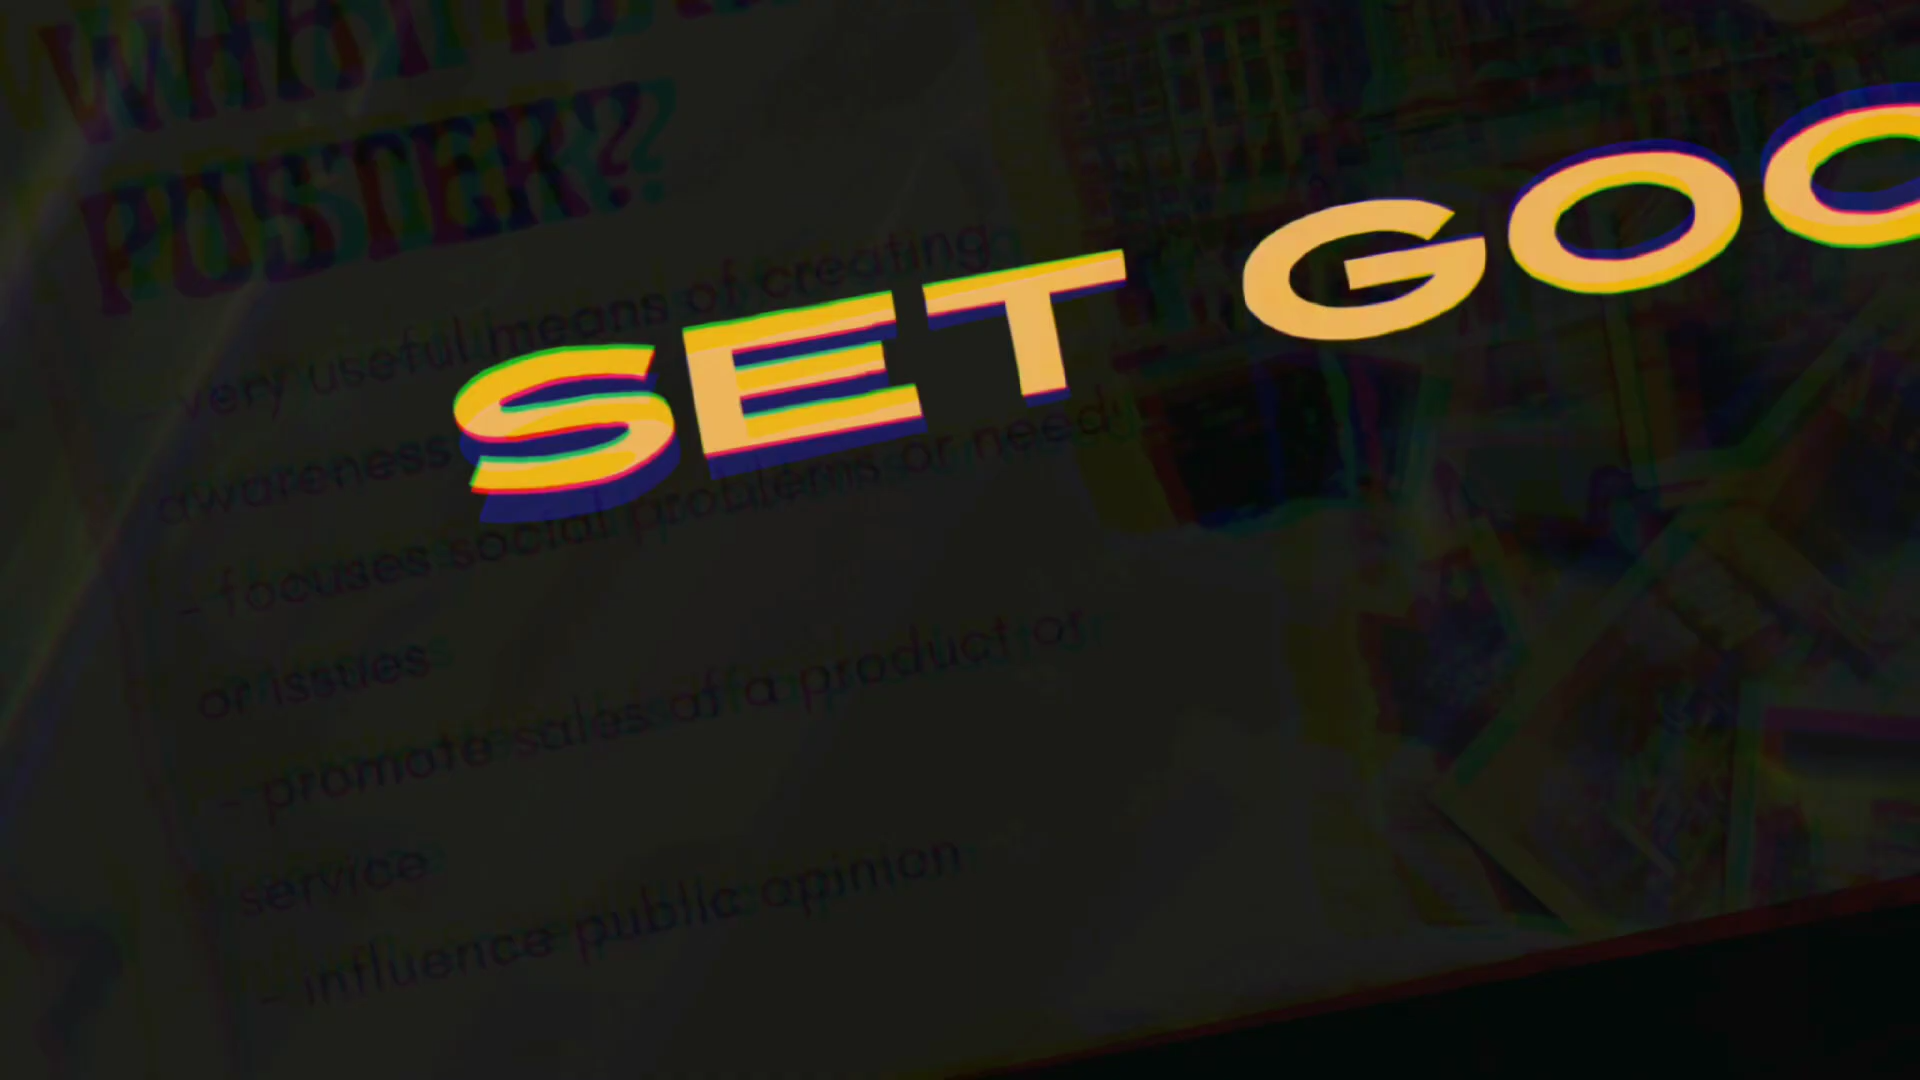 WHAT IS
POSTER?
SET GOO
- very useful means of creating
awareness
- focuses social problems or needs
or issues
- promote sales of a product or
service
- influence public opinion